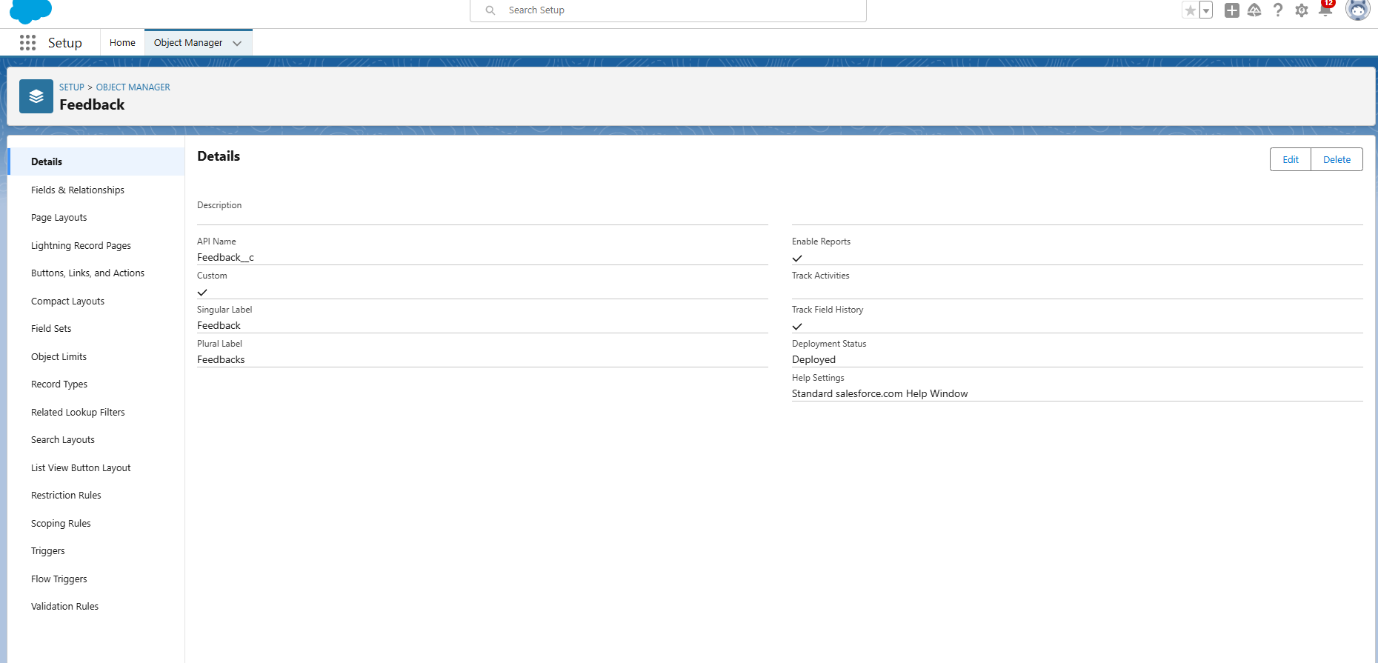 Search Setup
12
Setup
Home
Object Manager
SETUP > OBJECT MANAGER
Feedback
Details
Fields & Relationships
Page Layouts
Lightning Record Pages
Buttons, Links, and Actions
Compact Layouts
Field Sets
Object Limits
Record Types
Related Lookup Filters
Search Layouts
List View Button Layout
Restriction Rules
Scoping Rules
Triggers
Flow Triggers
Validation Rules
Details
Edit
Delete
Description
API Name
Feedback__c
Custom
Singular Label
Feedback
Plural Label
Feedbacks
Enable Reports
Track Activities
Track Field History
Deployment Status
Deployed
Help Settings
Standard salesforce.com Help Window